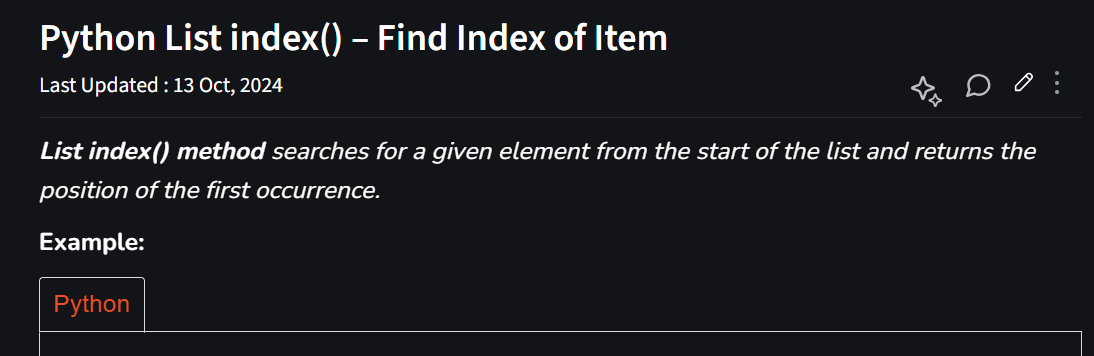 Python List index() – Find Index of Item
Last Updated : 13 Oct, 2024
List index() method searches for a given element from the start of the list and returns the
position of the first occurrence.
Example:
Python